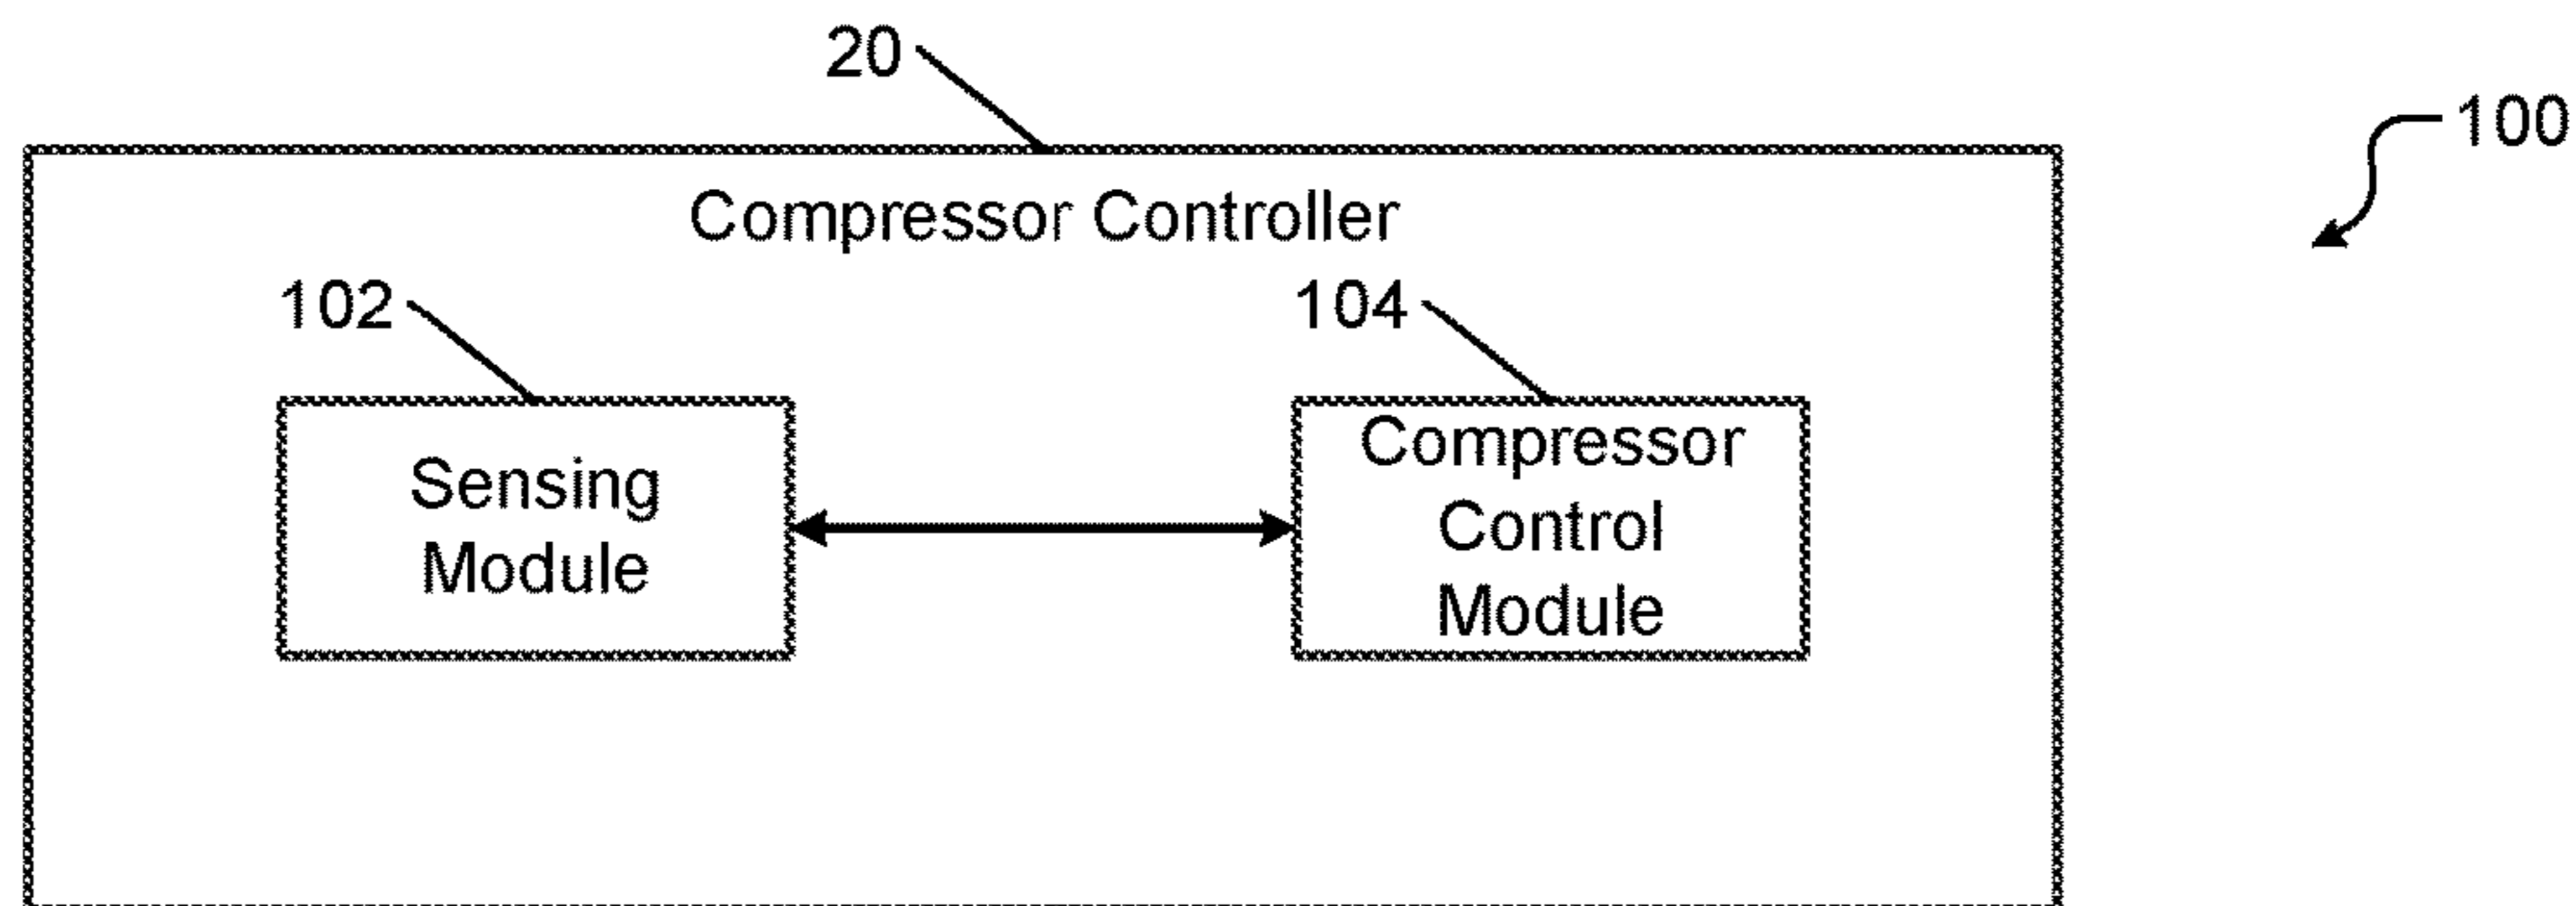 20
100
Compressor Controller
102
104
Sensing
Module
Compressor
Control
Module